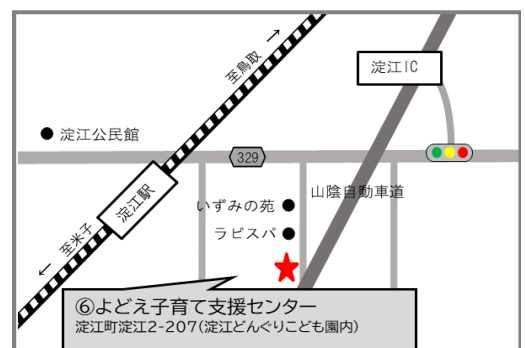 至鳥取 →
淀江IC
● 淀江公民館
329
淀江駅
山陰自動車道
いずみの苑 ●
ラピスパ ●
← 至米子
⑥よどえ子育て支援センター
淀江町淀江2-207(淀江どんぐりこども園内)